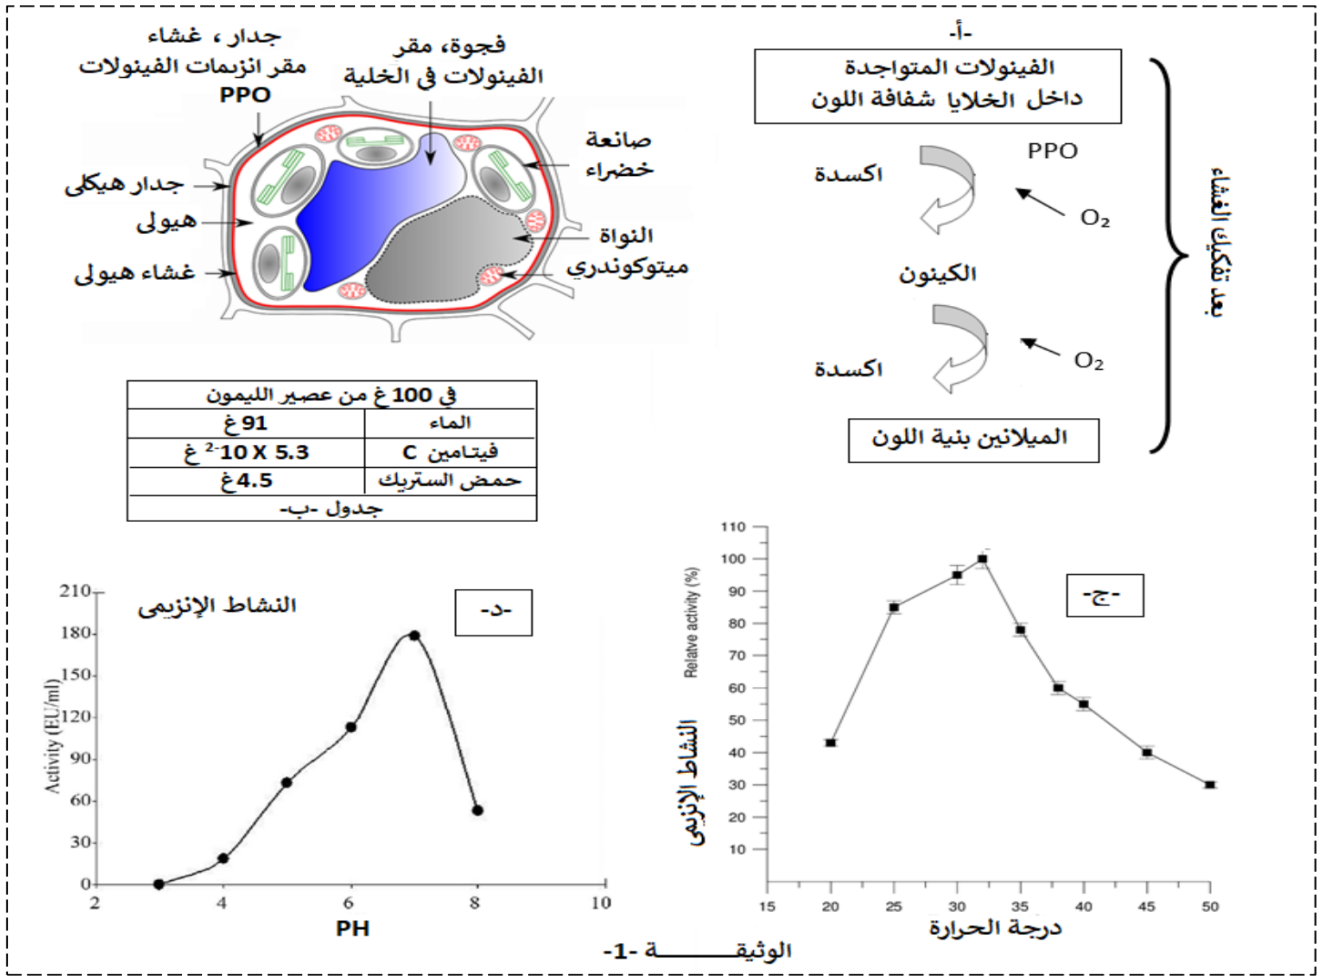 -أ-
الفينولات المتواجدة
داخل الخلايا شفافة اللون
PPO
اكسدة
O₂
الكينون
O₂
اكسدة
الميلانين بنية اللون
بعد تفكيك الغشاء
جدار ، غشاء
مقر انزيمات الفينولات
PPO
فجوة، مقر
الفينولات في الخلية
صانعة
خضراء
جدار هيكلي
هيولى
النواة
ميتوكوندري
غشاء هيولى
في 100 غ من عصير الليمون
الماء 91 غ
فيتامين C 5.3 X 10⁻² غ
حمض الستريك 4.5 غ
جدول -ب-
-ج-
110
100
90
80
70
60
50
40
30
20
10
Relatve activity (%)
النشاط الإنزيمي
15 20 25 30 35 40 45 50
درجة الحرارة
النشاط الإنزيمي
-د-
210
180
150
120
90
60
30
0
Activity (EU/ml)
2 4 6 8 10
PH
الوثيقـــــــة -1-